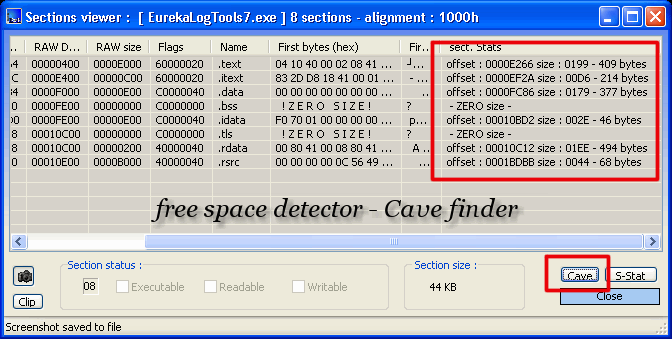 Sections viewer : [ EurekaLogTools7.exe ] 8 sections - alignment : 1000h
RAW D... RAW size Flags Name First bytes (hex) Fir... sect. Stats
00000400 0000E000 60000020 .text 04 10 40 00 02 08 41 ... offset : 0000E266 size : 0199 - 409 bytes
0000E400 00000C00 60000020 .itext 83 2D D8 18 41 00 01 ... offset : 0000EF2A size : 00D6 - 214 bytes
0000F000 00000E00 C0000040 .data 00 00 00 00 00 00 00 ... offset : 0000FC86 size : 0179 - 377 bytes
0000FE00 00000000 C0000000 .bss ! Z E R O S I Z E ! ? - ZERO size -
0000FE00 00000E00 C0000040 .idata F0 70 01 00 00 00 00 ... p... offset : 00010BD2 size : 002E - 46 bytes
00010C00 00000000 C0000000 .tls ! Z E R O S I Z E ! ? - ZERO size -
00010C00 00000200 40000040 .rdata 00 80 41 00 08 80 41 ... A ... offset : 00010C12 size : 01EE - 494 bytes
00010E00 0000B000 40000040 .rsrc 00 00 00 00 0C 56 49 ... offset : 0001BDBB size : 0044 - 68 bytes
free space detector - Cave finder
Section status :
08 Executable Readable Writable
Section size :
44 KB
Cave
S-Stat
Clip
Close
Screenshot saved to file